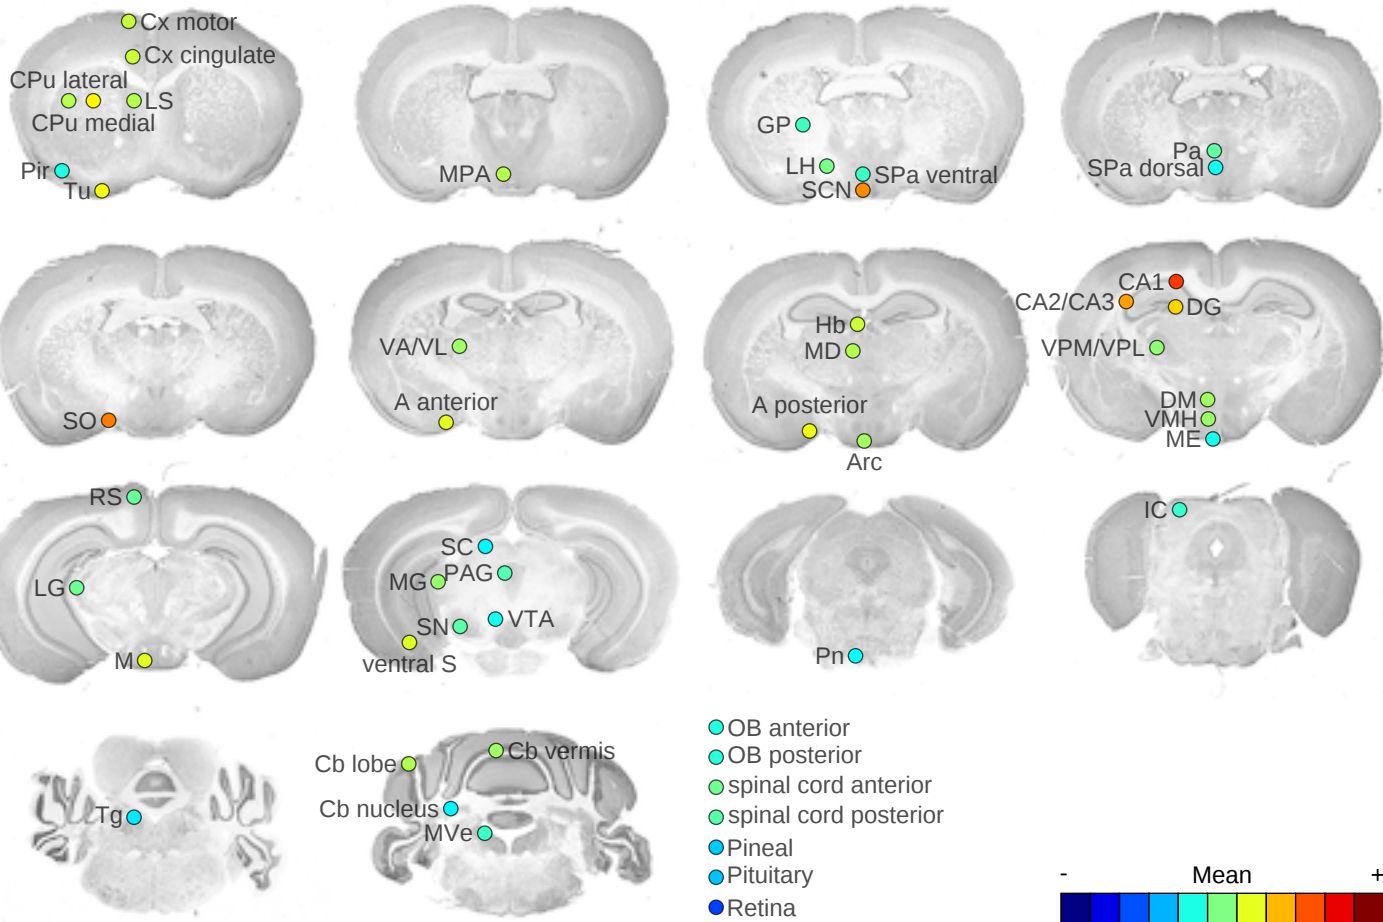 Cx motor
Cx cingulate
CPu lateral
LS
CPu medial
Pir
Tu
MPA
GP
LH
SPa ventral
SCN
Pa
SPa dorsal
SO
VA/VL
A anterior
Hb
MD
A posterior
Arc
CA1
CA2/CA3
DG
VPM/VPL
DM
VMH
ME
RS
LG
M
SC
MG
PAG
SN
VTA
ventral S
Pn
IC
Tg
Cb lobe
Cb vermis
Cb nucleus
MVe
OB anterior
OB posterior
spinal cord anterior
spinal cord posterior
Pineal
Pituitary
Retina
- Mean +